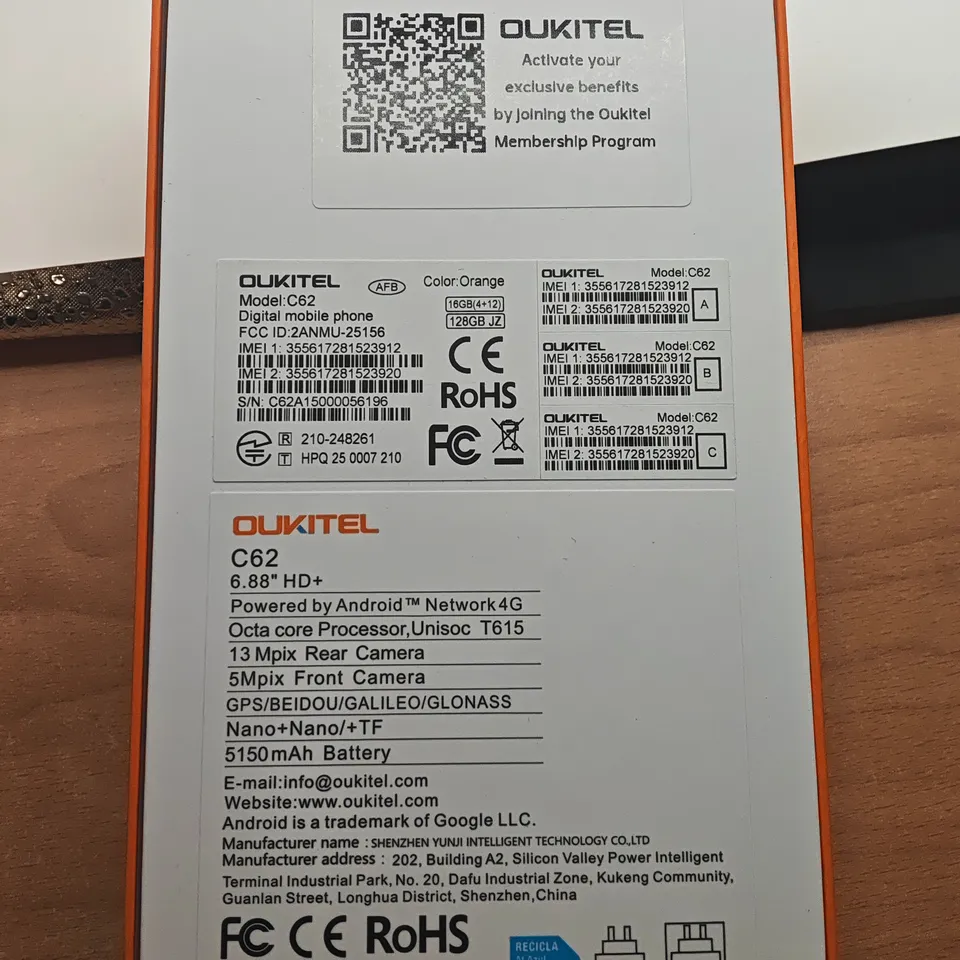 OUKITEL
Activate your
exclusive benefits
by joining the Oukitel
Membership Program
OUKITEL
AFB
Color:Orange
Model:C62
Digital mobile phone
16GB(4+12)
128GB JZ
FCC ID:2ANMU-25156
IMEI 1: 355617281523912
IMEI 2: 355617281523920
S/N: C62A15000056196
CE
RoHS
FC
R 210-248261
T HPQ 25 0007 210
OUKITEL Model:C62
IMEI 1: 355617281523912
IMEI 2: 355617281523920
A
OUKITEL Model:C62
IMEI 1: 355617281523912
IMEI 2: 355617281523920
B
OUKITEL Model:C62
IMEI 1: 355617281523912
IMEI 2: 355617281523920
C
OUKITEL
C62
6.88" HD+
Powered by Android™ Network4G
Octa core Processor,Unisoc T615
13 Mpix Rear Camera
5Mpix Front Camera
GPS/BEIDOU/GALILEO/GLONASS
Nano+Nano/+TF
5150mAh Battery
E-mail:info@oukitel.com
Website:www.oukitel.com
Android is a trademark of Google LLC.
Manufacturer name : SHENZHEN YUNJI INTELLIGENT TECHNOLOGY CO.,LTD
Manufacturer address : 202, Building A2, Silicon Valley Power Intelligent
Terminal Industrial Park, No. 20, Dafu Industrial Zone, Kukeng Community,
Guanlan Street, Longhua District, Shenzhen,China
FC CE RoHS
RECICLA